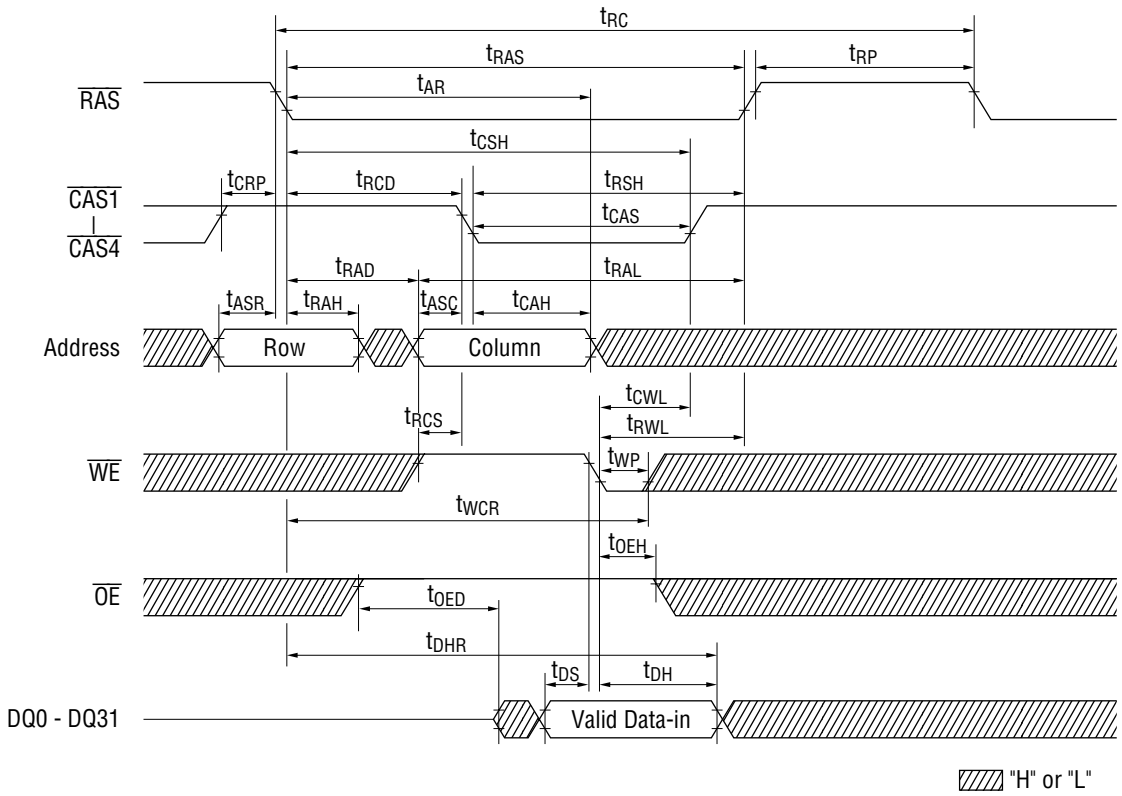 tRC
tRAS
tRP
tAR
RAS
tCSH
tCRP
tRCD
tRSH
CAS1
tCAS
CAS4
tRAD
tRAL
tASR
tRAH
tASC
tCAH
Address
Row
Column
tCWL
tRCS
tRWL
WE
tWP
tWCR
tOEH
OE
tOED
tDHR
tDS
tDH
DQ0 - DQ31
Valid Data-in
"H" or "L"